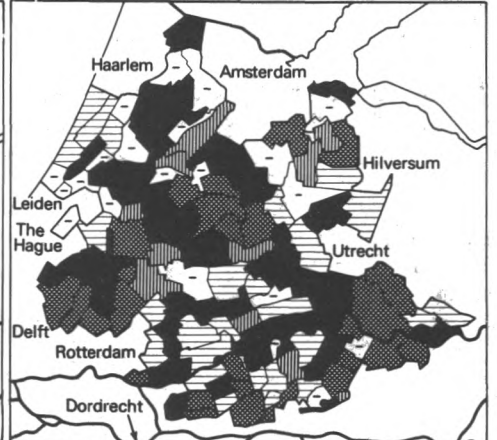 Haarlem
Amsterdam
Hilversum
Leiden
The
Hague
Utrecht
Delft
Rotterdam
Dordrecht